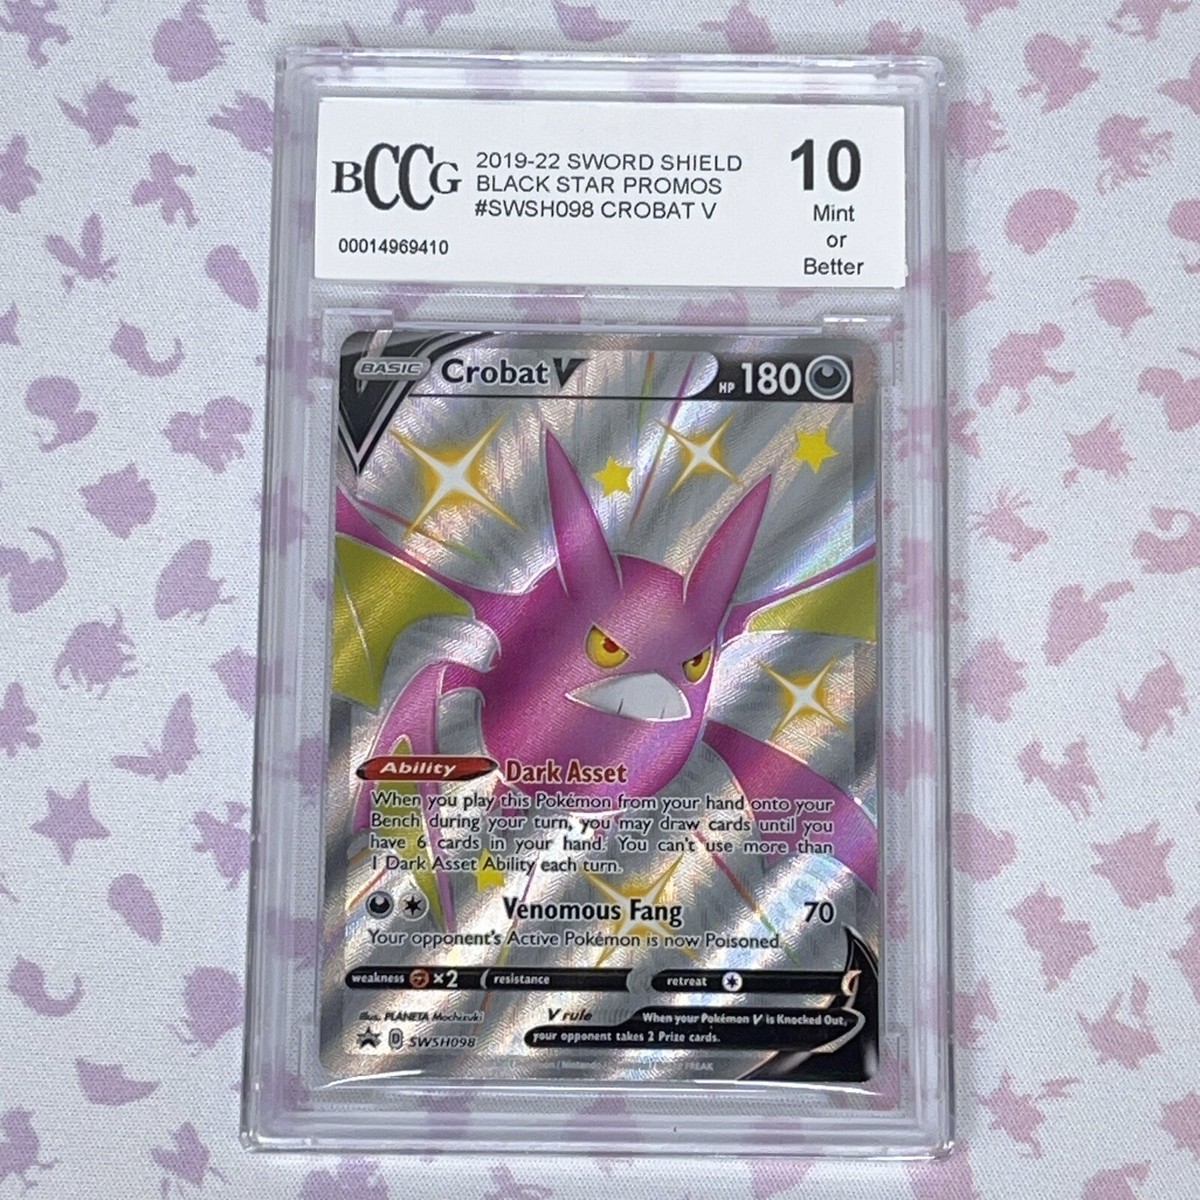 BCCG
2019-22 SWORD SHIELD
BLACK STAR PROMOS
#SWSH098 CROBAT V
00014969410
10
Mint
or
Better
BASIC
Crobat V
HP 180
Ability Dark Asset
When you play this Pokémon from your hand onto your
Bench during your turn, you may draw cards until you
have 6 cards in your hand. You can't use more than
1 Dark Asset Ability each turn.
Venomous Fang 70
Your opponent's Active Pokémon is now Poisoned.
weakness ×2 resistance retreat
Illus. PLANETA Mochizuki
D SWSH098
V rule When your Pokémon V is Knocked Out,
your opponent takes 2 Prize cards.
FREAK